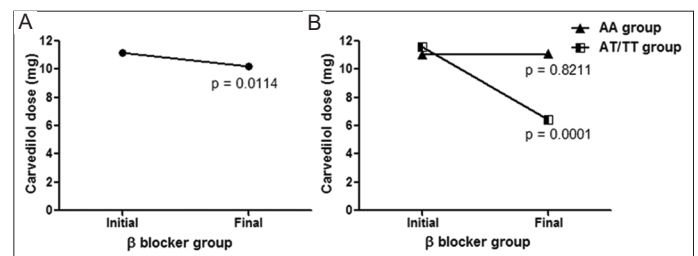 A
Carvedilol dose (mg)
12
10
8
6
4
2
0
p = 0.0114
Initial
Final
β blocker group
B
AA group
AT/TT group
Carvedilol dose (mg)
12
10
8
6
4
2
0
p = 0.8211
p = 0.0001
Initial
Final
β blocker group